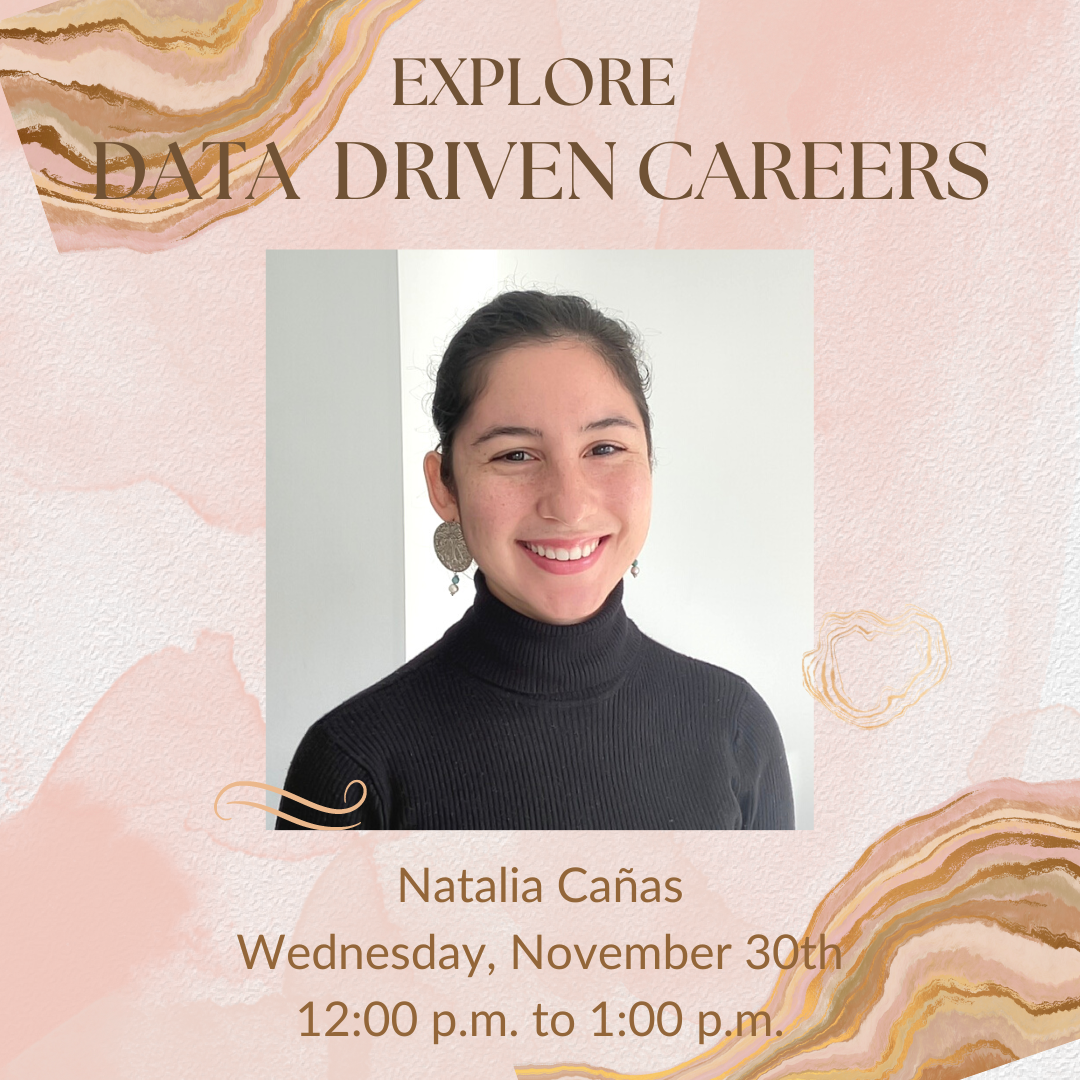 EXPLORE
DATA DRIVEN CAREERS
Natalia Cañas
Wednesday, November 30th
12:00 p.m. to 1:00 p.m.